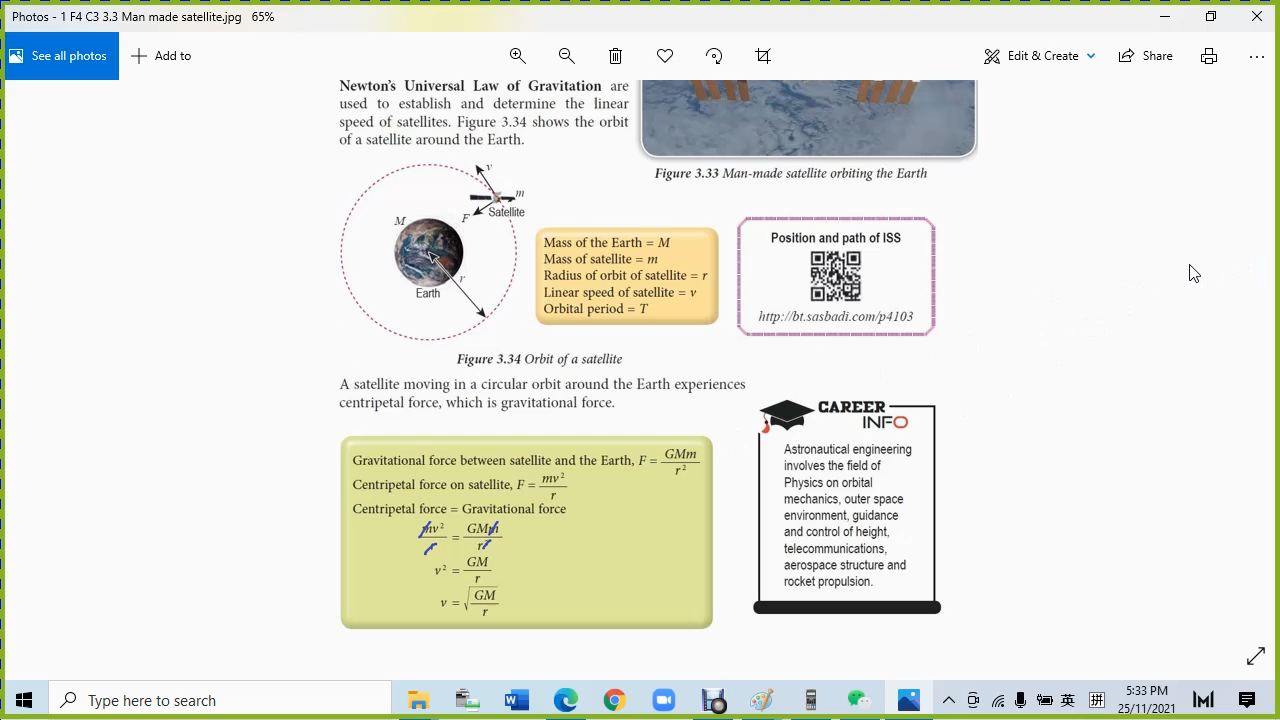 Photos - 1 F4 C3 3.3 Man made satellite.jpg 65%
See all photos
Add to
Edit & Create
Share
Newton's Universal Law of Gravitation are
used to establish and determine the linear
speed of satellites. Figure 3.34 shows the orbit
of a satellite around the Earth.
Figure 3.33 Man-made satellite orbiting the Earth
v
m
F
Satellite
M
r
Earth
Mass of the Earth = M
Mass of satellite = m
Radius of orbit of satellite = r
Linear speed of satellite = v
Orbital period = T
Position and path of ISS
http://bt.sasbadi.com/p4103
Figure 3.34 Orbit of a satellite
A satellite moving in a circular orbit around the Earth experiences
centripetal force, which is gravitational force.
Gravitational force between satellite and the Earth, F = GMm/r²
Centripetal force on satellite, F = mv²/r
Centripetal force = Gravitational force
mv²/r = GMm/r²
v² = GM/r
v = √(GM/r)
CAREER
INFO
Astronautical engineering
involves the field of
Physics on orbital
mechanics, outer space
environment, guidance
and control of height,
telecommunications,
aerospace structure and
rocket propulsion.
Type here to search
英
拼
5:33 PM
25/11/2021